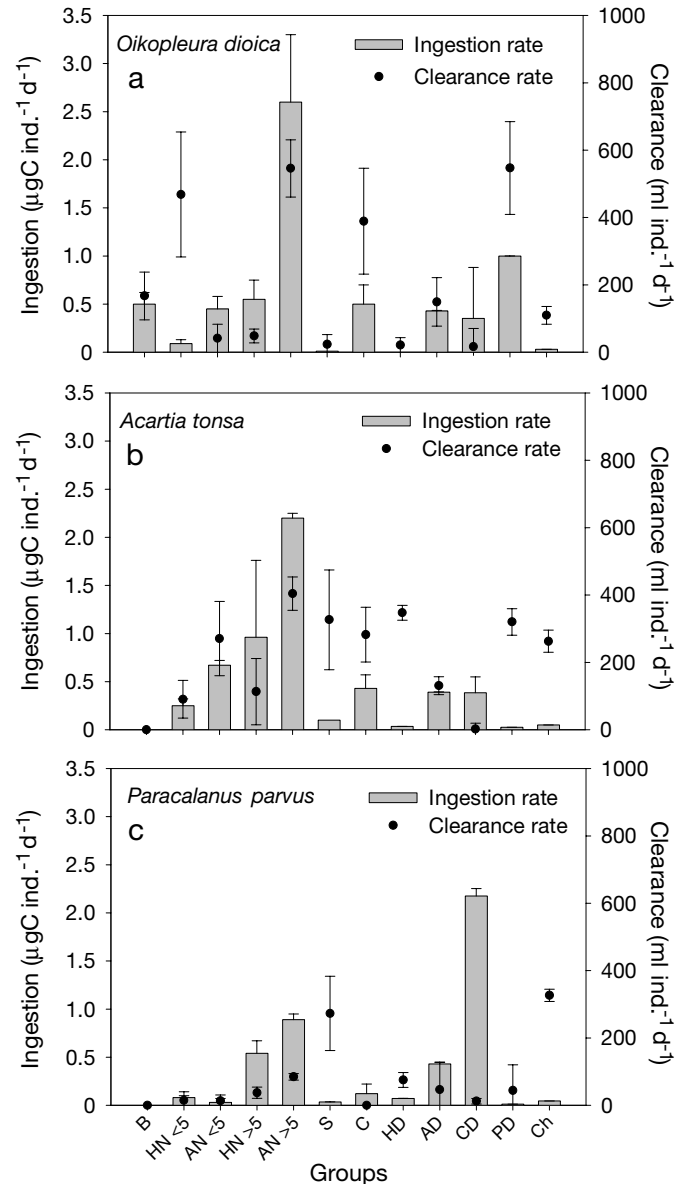 Oikopleura dioica
a
Ingestion rate
Clearance rate
3.5
3.0
2.5
2.0
1.5
1.0
0.5
0
Ingestion (µgC ind.⁻¹ d⁻¹)
1000
800
600
400
200
0
Clearance (ml ind.⁻¹ d⁻¹)
Acartia tonsa
b
Ingestion rate
Clearance rate
3.5
3.0
2.5
2.0
1.5
1.0
0.5
0
Ingestion (µgC ind.⁻¹ d⁻¹)
1000
800
600
400
200
0
Clearance (ml ind.⁻¹ d⁻¹)
Paracalanus parvus
c
Ingestion rate
Clearance rate
3.5
3.0
2.5
2.0
1.5
1.0
0.5
0
Ingestion (µgC ind.⁻¹ d⁻¹)
1000
800
600
400
200
0
Clearance (ml ind.⁻¹ d⁻¹)
B
HN <5
AN <5
HN >5
AN >5
S
C
HD
AD
CD
PD
Ch
Groups